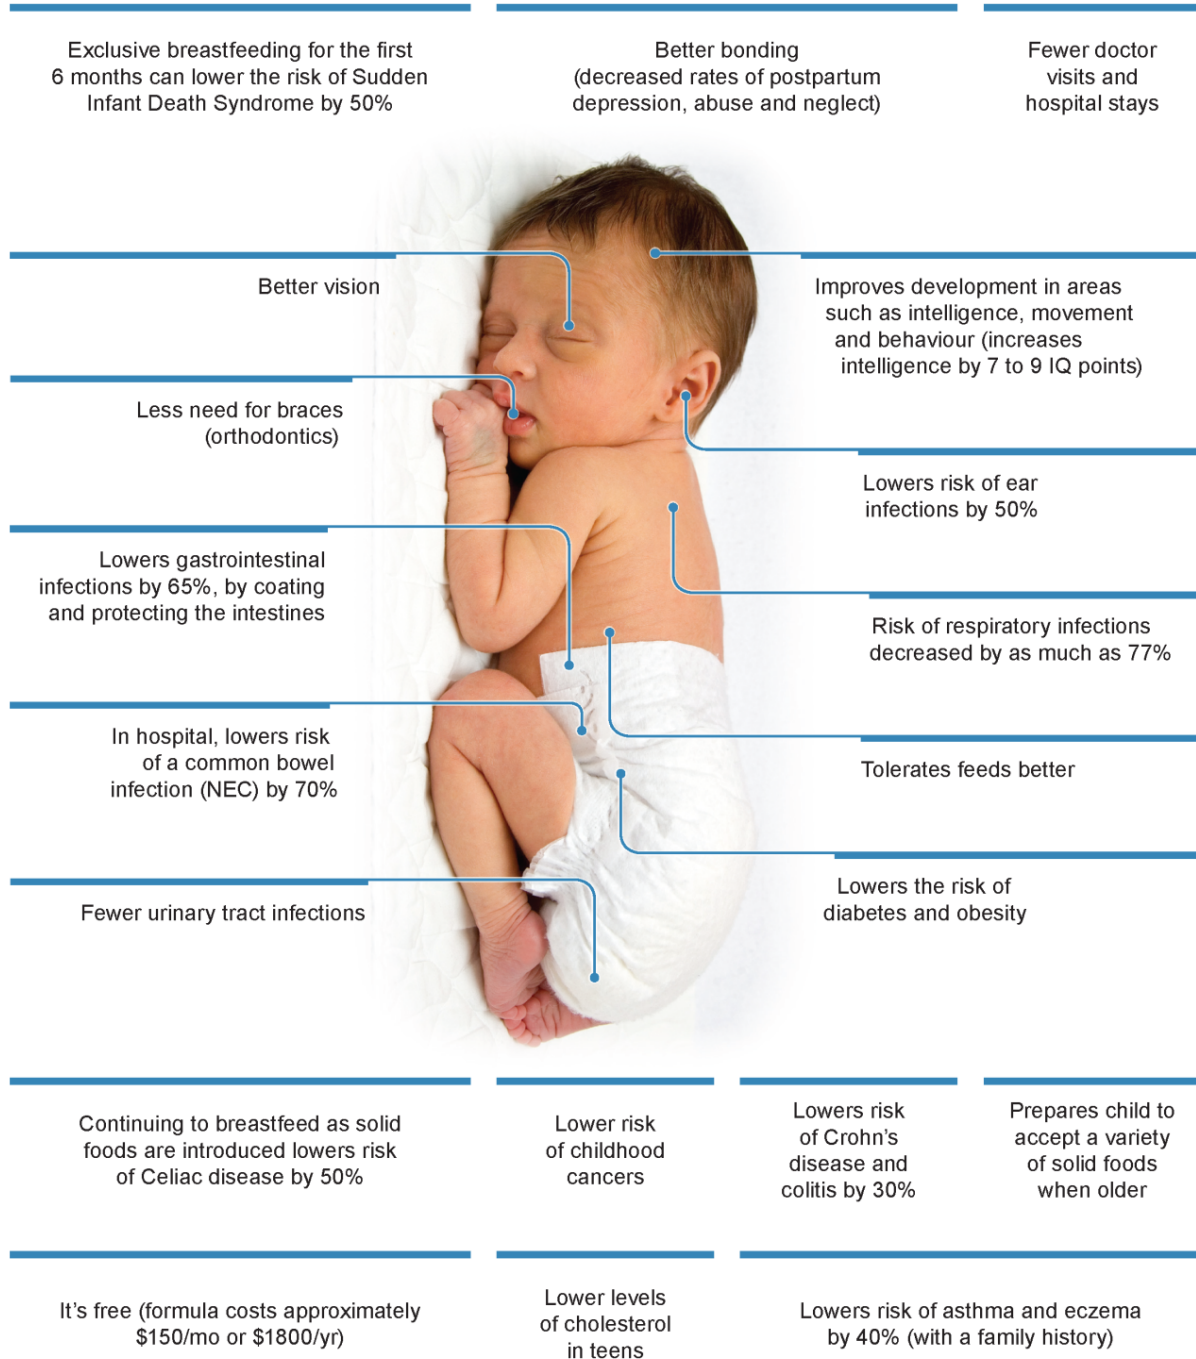 Exclusive breastfeeding for the first
6 months can lower the risk of Sudden
Infant Death Syndrome by 50%
Better bonding
(decreased rates of postpartum
depression, abuse and neglect)
Fewer doctor
visits and
hospital stays
Better vision
Improves development in areas
such as intelligence, movement
and behaviour (increases
intelligence by 7 to 9 IQ points)
Less need for braces
(orthodontics)
Lowers risk of ear
infections by 50%
Lowers gastrointestinal
infections by 65%, by coating
and protecting the intestines
Risk of respiratory infections
decreased by as much as 77%
In hospital, lowers risk
of a common bowel
infection (NEC) by 70%
Tolerates feeds better
Fewer urinary tract infections
Lowers the risk of
diabetes and obesity
Continuing to breastfeed as solid
foods are introduced lowers risk
of Celiac disease by 50%
Lower risk
of childhood
cancers
Lowers risk
of Crohn's
disease and
colitis by 30%
Prepares child to
accept a variety
of solid foods
when older
It's free (formula costs approximately
$150/mo or $1800/yr)
Lower levels
of cholesterol
in teens
Lowers risk of asthma and eczema
by 40% (with a family history)